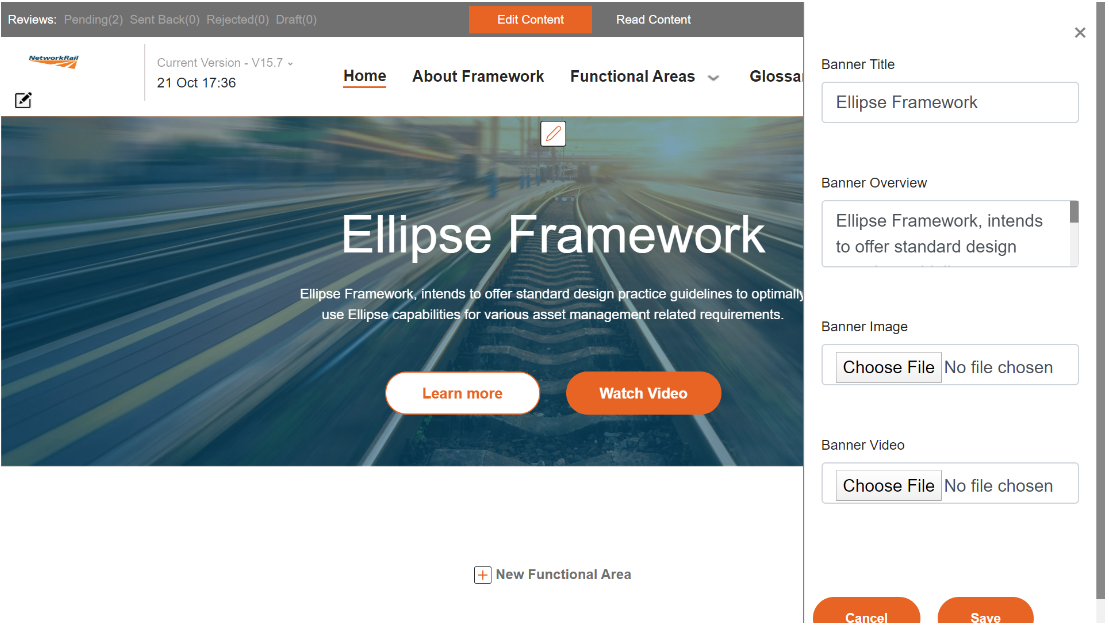 Reviews: Pending(2) Sent Back(0) Rejected(0) Draft(0)
Edit Content
Read Content
NetworkRail
Current Version - V15.7
21 Oct 17:36
Home
About Framework
Functional Areas
Glossa
Ellipse Framework
Ellipse Framework, intends to offer standard design practice guidelines to optimally
use Ellipse capabilities for various asset management related requirements.
Learn more
Watch Video
New Functional Area
Banner Title
Ellipse Framework
Banner Overview
Ellipse Framework, intends
to offer standard design
Banner Image
Choose File No file chosen
Banner Video
Choose File No file chosen
Cancel
Save